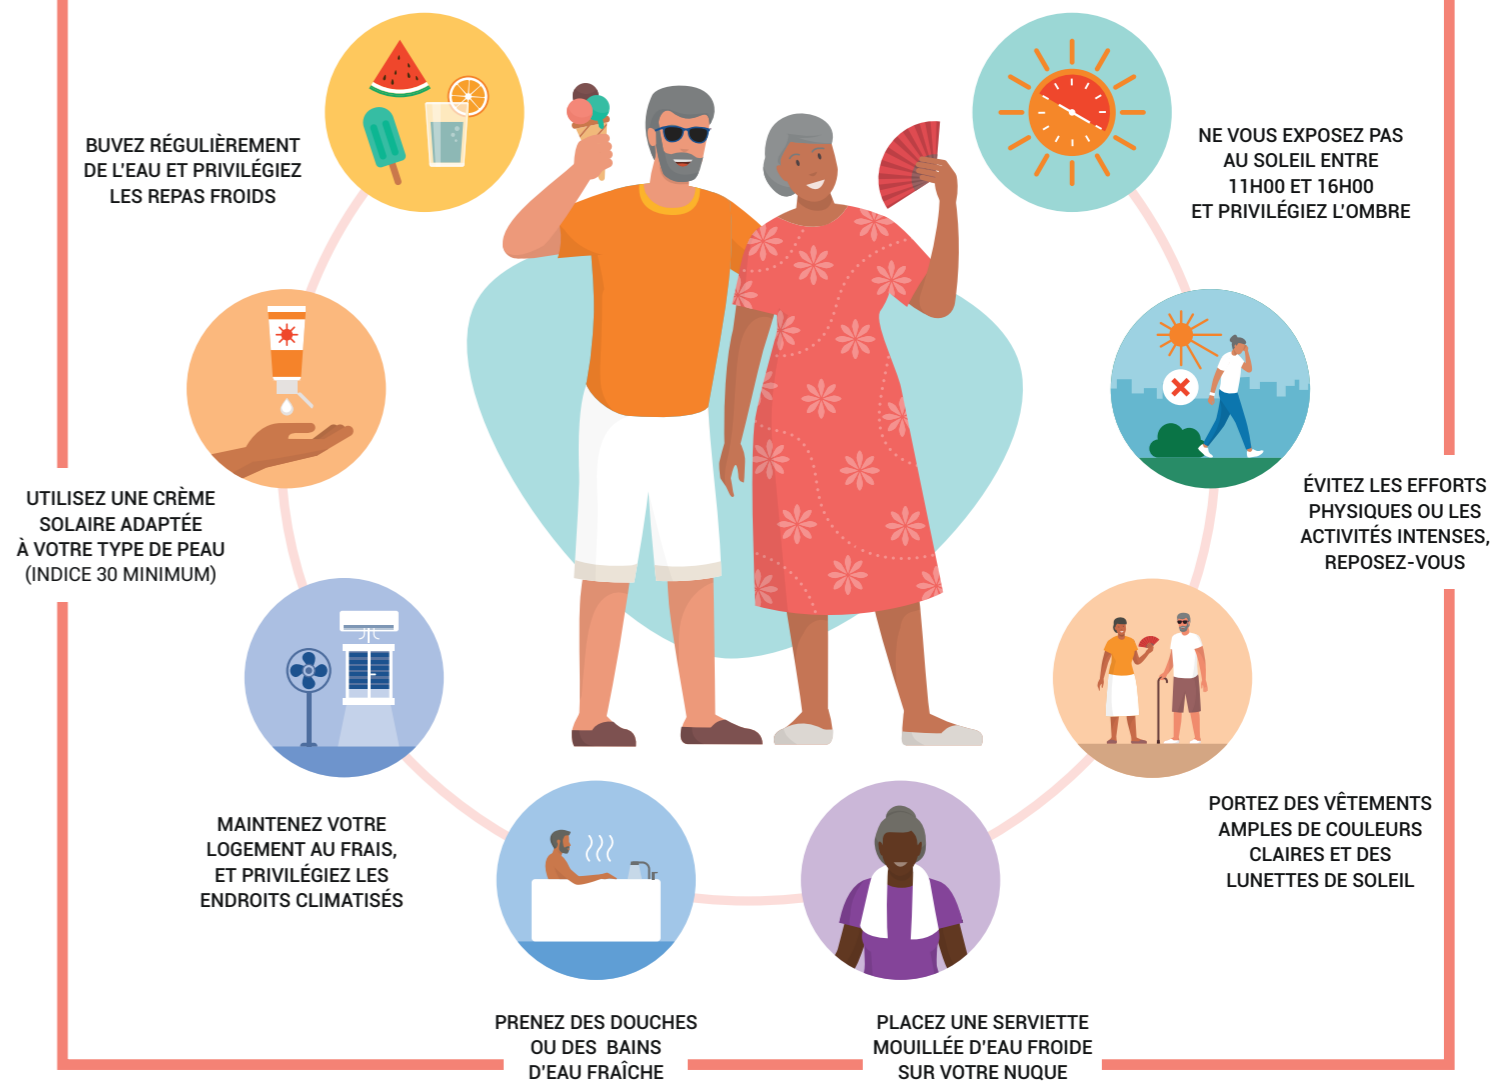 BUVEZ RÉGULIÈREMENT
DE L'EAU ET PRIVILÉGIEZ
LES REPAS FROIDS
NE VOUS EXPOSEZ PAS
AU SOLEIL ENTRE
11H00 ET 16H00
ET PRIVILÉGIEZ L'OMBRE
UTILISEZ UNE CRÈME
SOLAIRE ADAPTÉE
À VOTRE TYPE DE PEAU
(INDICE 30 MINIMUM)
ÉVITEZ LES EFFORTS
PHYSIQUES OU LES
ACTIVITÉS INTENSES,
REPOSEZ-VOUS
MAINTENEZ VOTRE
LOGEMENT AU FRAIS,
ET PRIVILÉGIEZ LES
ENDROITS CLIMATISÉS
PORTEZ DES VÊTEMENTS
AMPLES DE COULEURS
CLAIRES ET DES
LUNETTES DE SOLEIL
PRENEZ DES DOUCHES
OU DES BAINS
D'EAU FRAÎCHE
PLACEZ UNE SERVIETTE
MOUILLÉE D'EAU FROIDE
SUR VOTRE NUQUE